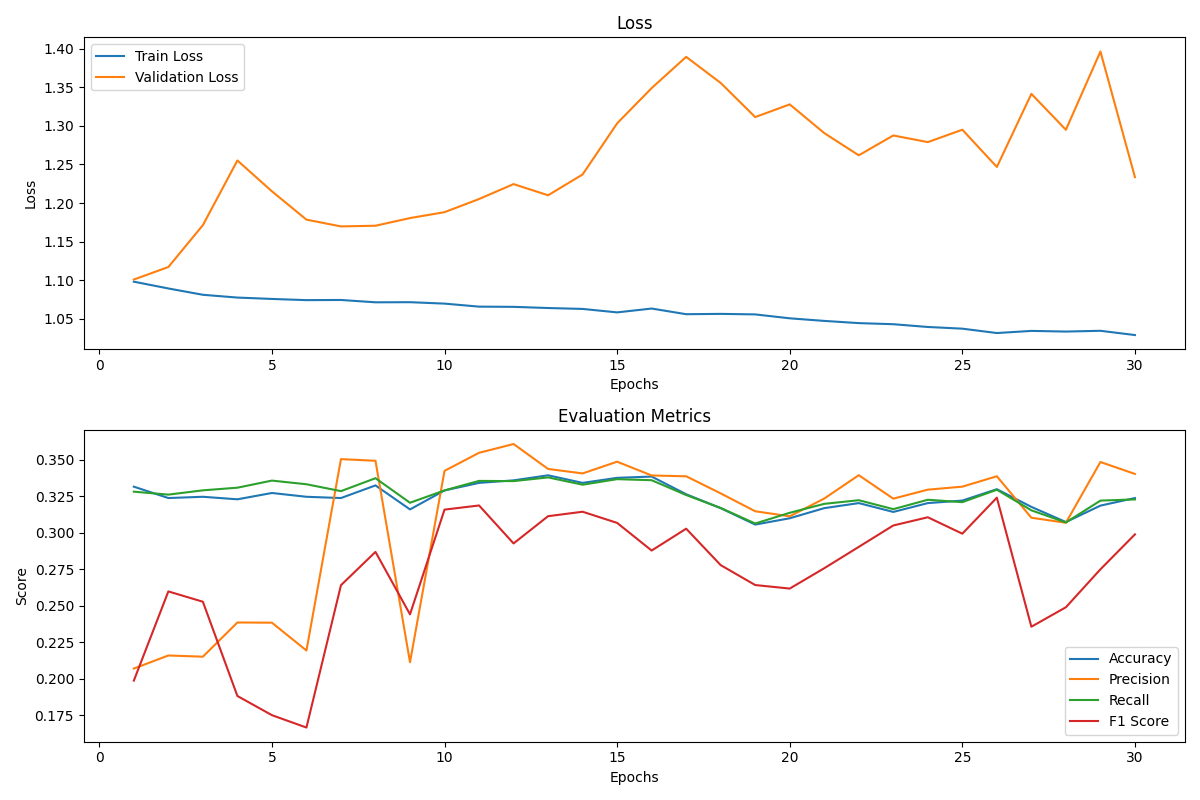 Loss
Train Loss
Validation Loss
1.40
1.35
1.30
1.25
1.20
1.15
1.10
1.05
Loss
0 5 10 15 20 25 30
Epochs
Evaluation Metrics
0.350
0.325
0.300
0.275
0.250
0.225
0.200
0.175
Score
Accuracy
Precision
Recall
F1 Score
0 5 10 15 20 25 30
Epochs